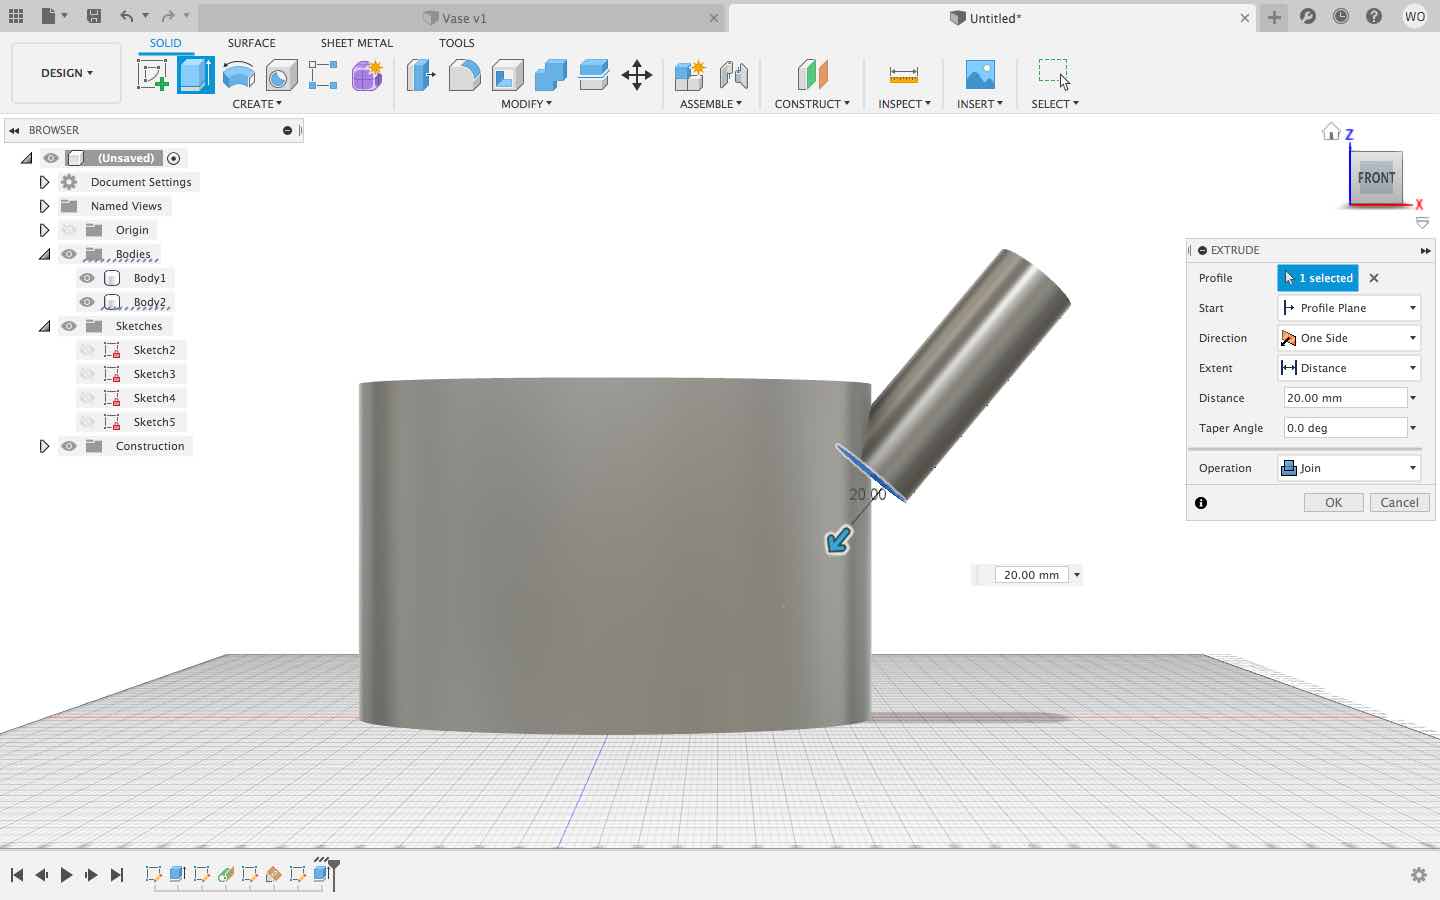 Vase v1
Untitled*
WO
DESIGN
SOLID
SURFACE
SHEET METAL
TOOLS
CREATE
MODIFY
ASSEMBLE
CONSTRUCT
INSPECT
INSERT
SELECT
BROWSER
(Unsaved)
Document Settings
Named Views
Origin
Bodies
Body1
Body2
Sketches
Sketch2
Sketch3
Sketch4
Sketch5
Construction
Z
FRONT
X
EXTRUDE
Profile 1 selected
Start Profile Plane
Direction One Side
Extent Distance
Distance 20.00 mm
Taper Angle 0.0 deg
Operation Join
OK Cancel
20.00
20.00 mm